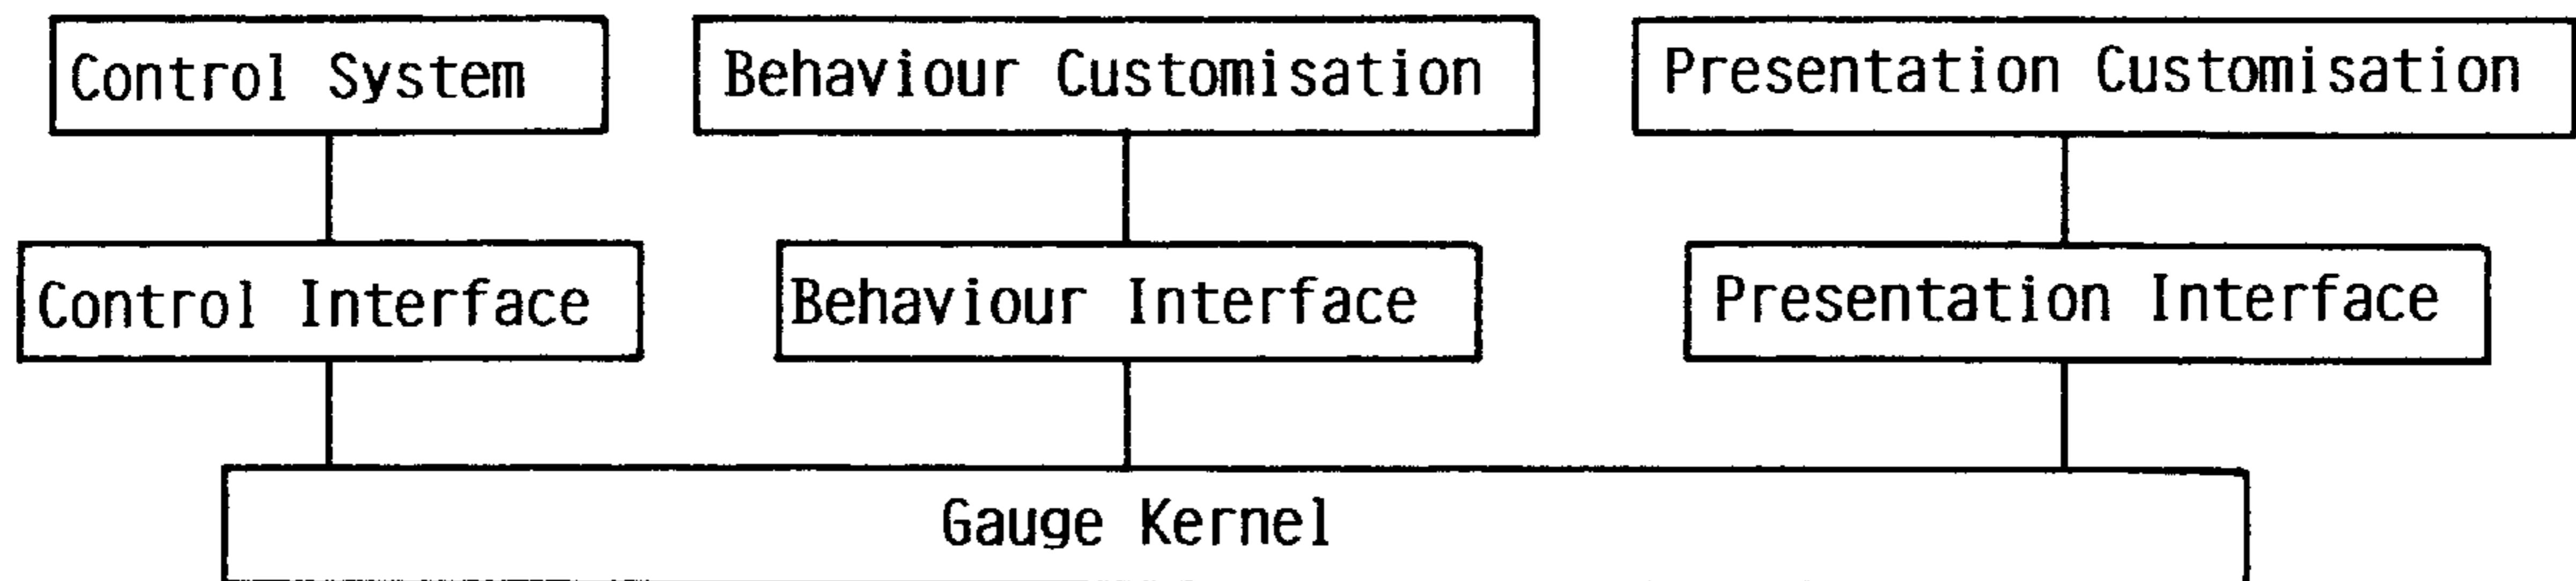 Control System
Behaviour Customisation
Presentation Customisation
Control Interface
Behaviour Interface
Presentation Interface
Gauge Kernel